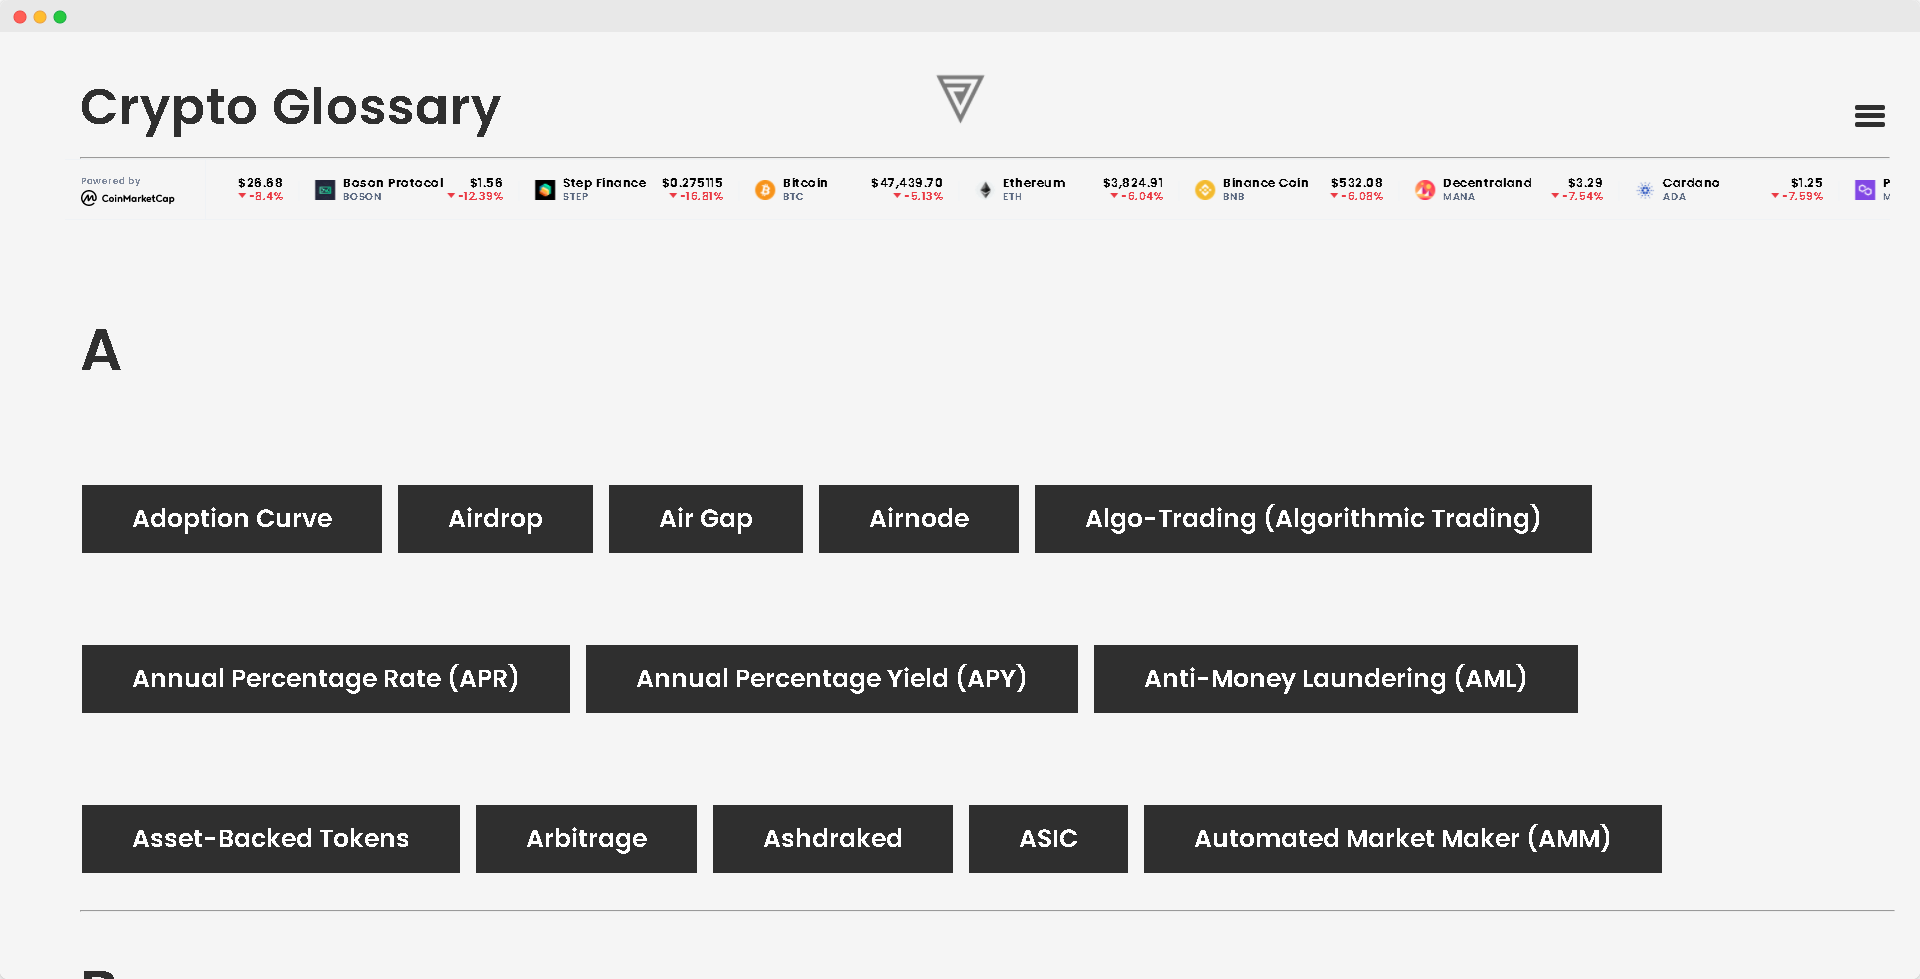 Crypto Glossary
Powered by
CoinMarketCap
$26.68
-8.4%
Boson Protocol $1.56
BOSON -12.39%
Step Finance $0.275115
STEP -16.81%
Bitcoin $47,439.70
BTC -5.13%
Ethereum $3,824.91
ETH -6.04%
Binance Coin $532.08
BNB -6.08%
Decentraland $3.29
MANA -7.54%
Cardano $1.25
ADA -7.59%
P
M
A
Adoption Curve Airdrop Air Gap Airnode Algo-Trading (Algorithmic Trading)
Annual Percentage Rate (APR) Annual Percentage Yield (APY) Anti-Money Laundering (AML)
Asset-Backed Tokens Arbitrage Ashdraked ASIC Automated Market Maker (AMM)